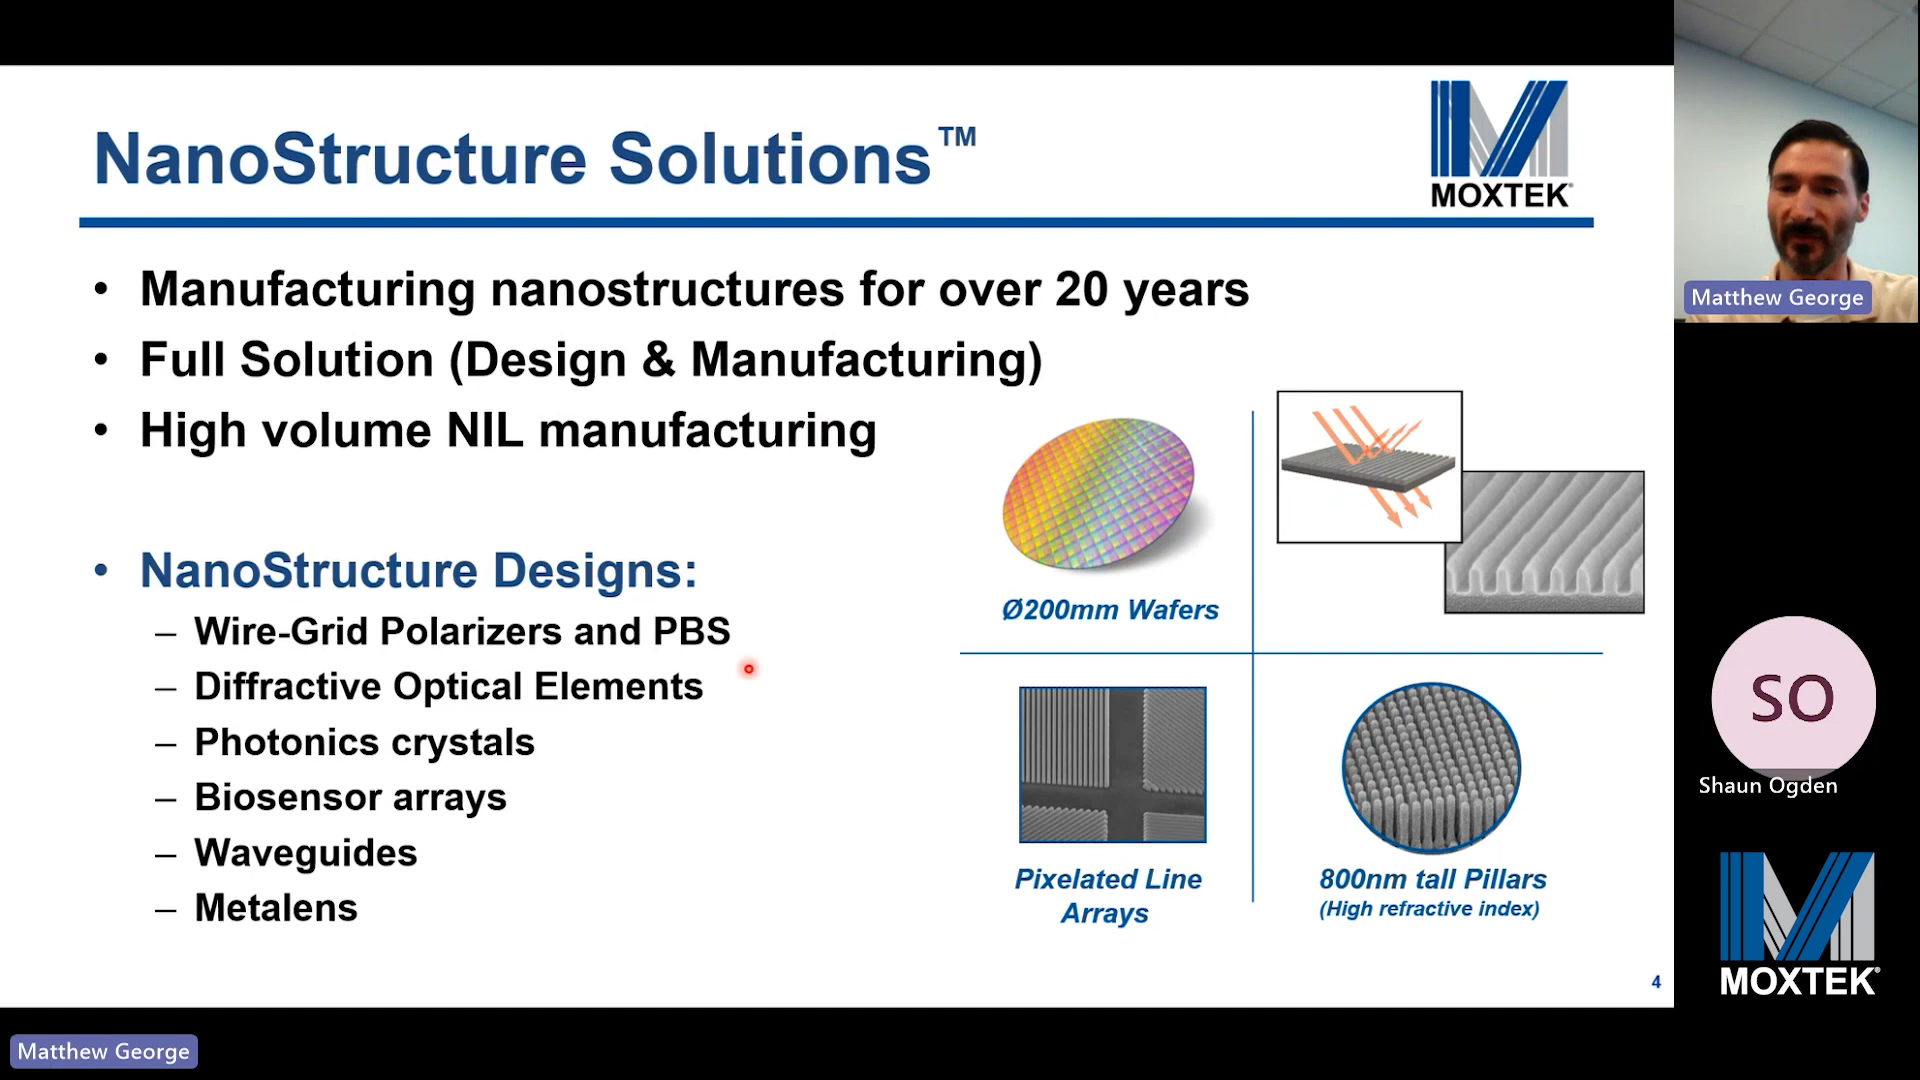 NanoStructure Solutions™
MOXTEK®
• Manufacturing nanostructures for over 20 years
• Full Solution (Design & Manufacturing)
• High volume NIL manufacturing
• NanoStructure Designs:
– Wire-Grid Polarizers and PBS
– Diffractive Optical Elements
– Photonics crystals
– Biosensor arrays
– Waveguides
– Metalens
Ø200mm Wafers
Pixelated Line
Arrays
800nm tall Pillars
(High refractive index)
4
Matthew George
SO
Shaun Ogden
MOXTEK®
Matthew George